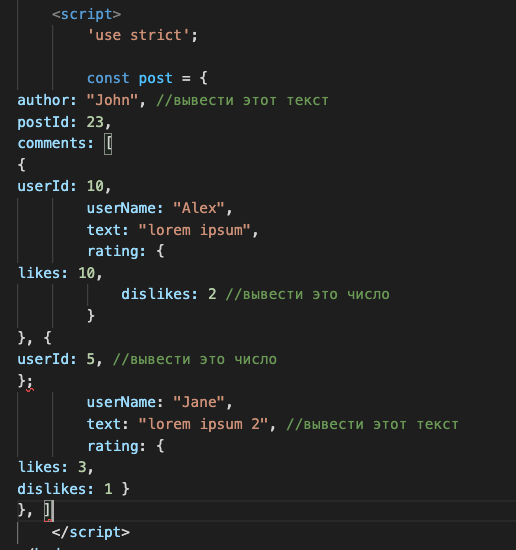 <script>
'use strict';
const post = {
author: "John", //вывести этот текст
postId: 23,
comments: [
{
userId: 10,
userName: "Alex",
text: "lorem ipsum",
rating: {
likes: 10,
dislikes: 2 //вывести это число
}
}, {
userId: 5, //вывести это число
};
userName: "Jane",
text: "lorem ipsum 2", //вывести этот текст
rating: {
likes: 3,
dislikes: 1 }
}, ]
</script>